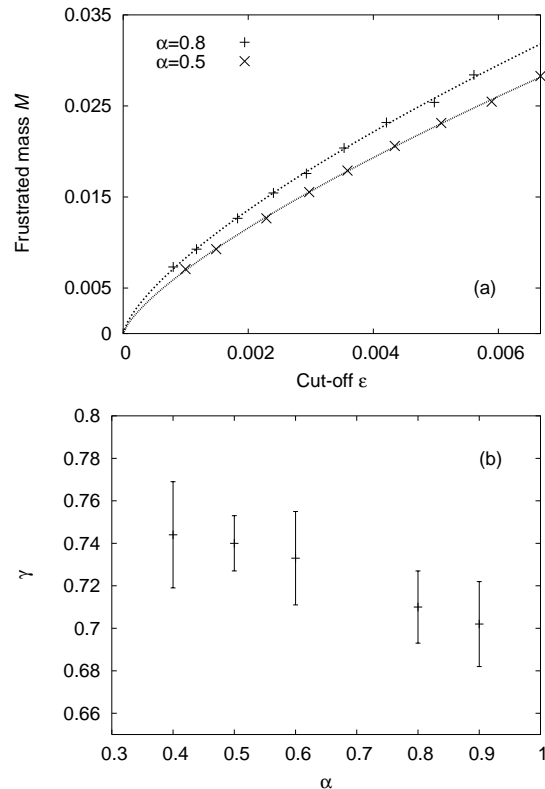 0.035
α=0.8
α=0.5
0.025
Frustrated mass M
0.015
0.005
(a)
0
0 0.002 0.004 0.006
Cut-off ε
0.8
0.78
(b)
0.76
0.74
γ
0.72
0.7
0.68
0.66
0.3 0.4 0.5 0.6 0.7 0.8 0.9 1
α